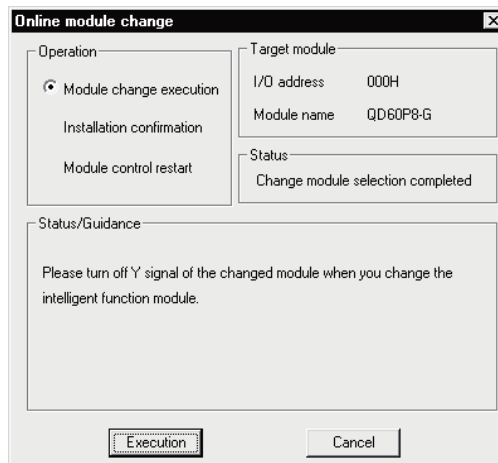 Online module change
Operation
Module change execution
Installation confirmation
Module control restart
Target module
I/O address 000H
Module name QD60P8-G
Status
Change module selection completed
Status/Guidance
Please turn off Y signal of the changed module when you change the
intelligent function module.
Execution Cancel